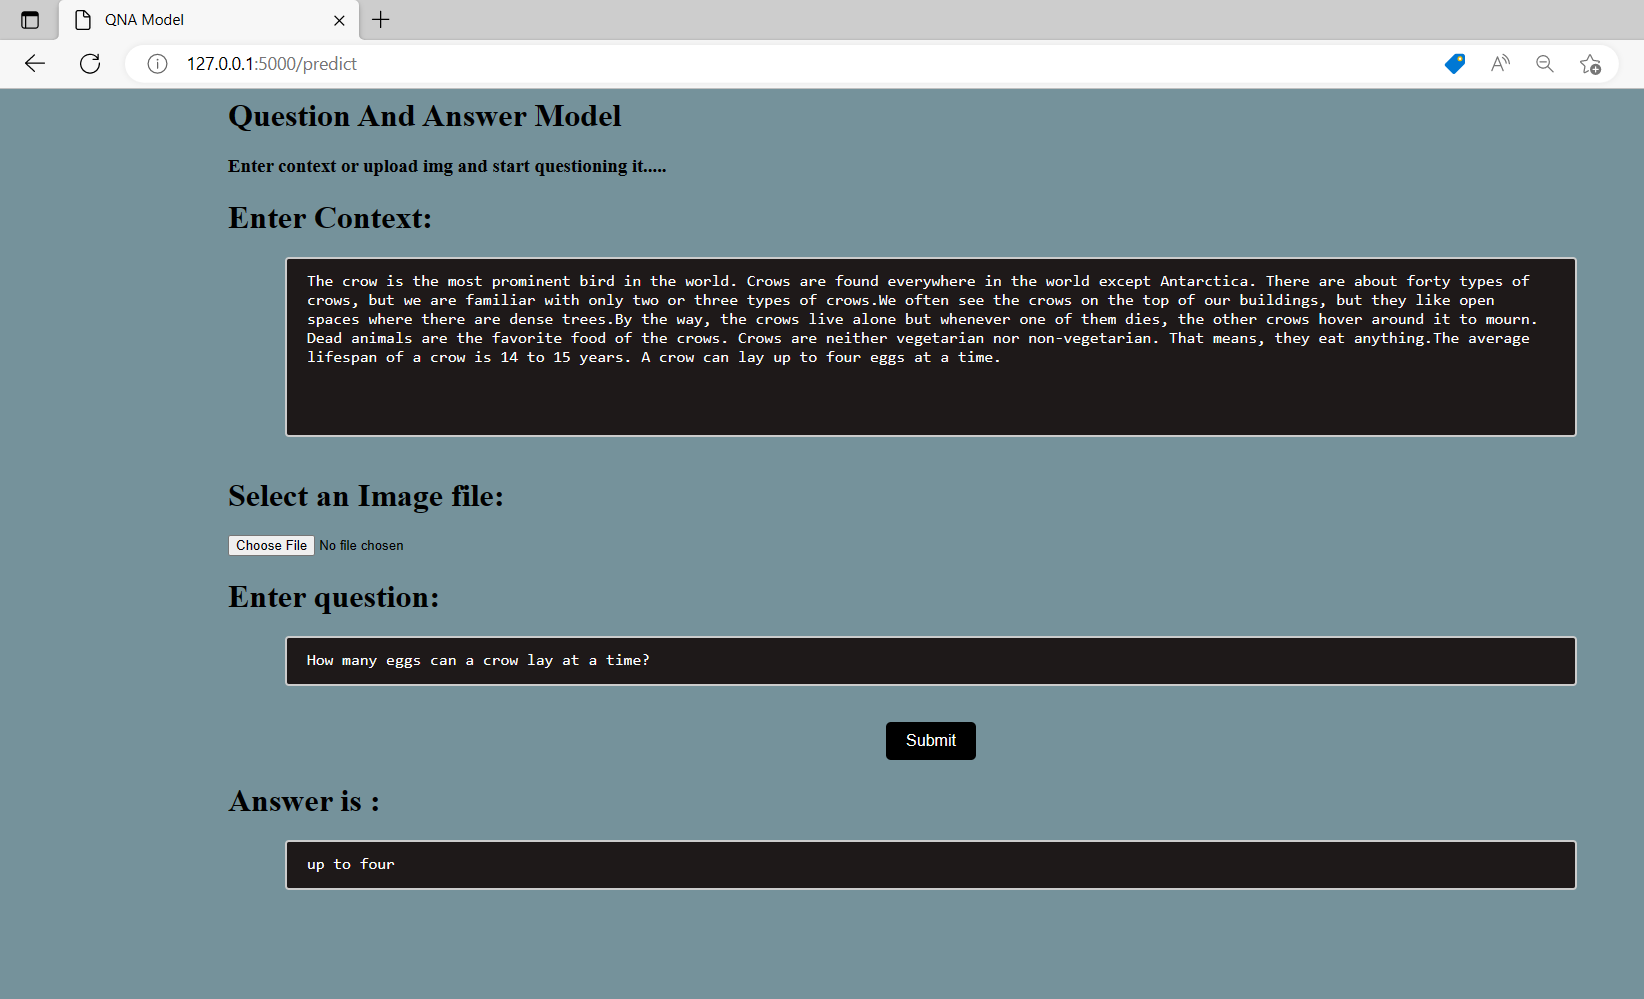 QNA Model
127.0.0.1:5000/predict
Question And Answer Model
Enter context or upload img and start questioning it.....
Enter Context:
The crow is the most prominent bird in the world. Crows are found everywhere in the world except Antarctica. There are about forty types of
crows, but we are familiar with only two or three types of crows.We often see the crows on the top of our buildings, but they like open
spaces where there are dense trees.By the way, the crows live alone but whenever one of them dies, the other crows hover around it to mourn.
Dead animals are the favorite food of the crows. Crows are neither vegetarian nor non-vegetarian. That means, they eat anything.The average
lifespan of a crow is 14 to 15 years. A crow can lay up to four eggs at a time.
Select an Image file:
Choose File No file chosen
Enter question:
How many eggs can a crow lay at a time?
Submit
Answer is :
up to four